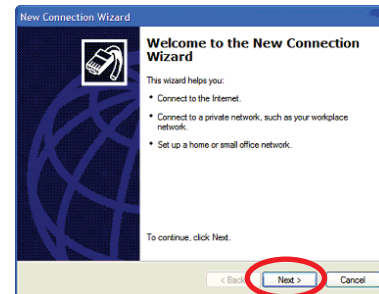 New Connection Wizard
Welcome to the New Connection
Wizard
This wizard helps you:
• Connect to the Internet.
• Connect to a private network, such as your workplace
network.
• Set up a home or small office network.
To continue, click Next.
< Back
Next >
Cancel